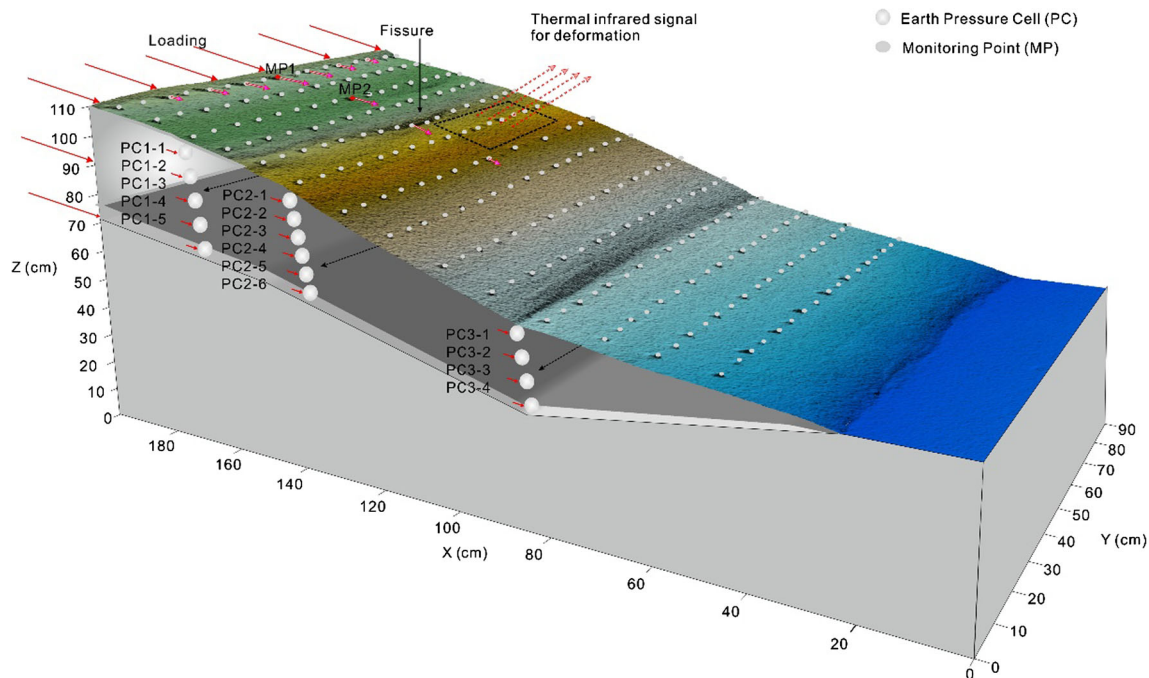 Loading
Fissure
Thermal infrared signal
for deformation
Earth Pressure Cell (PC)
Monitoring Point (MP)
MP1
MP2
110
100
90
80
70
60
50
40
30
20
10
0
Z (cm)
PC1-1
PC1-2
PC1-3
PC1-4
PC1-5
PC2-1
PC2-2
PC2-3
PC2-4
PC2-5
PC2-6
PC3-1
PC3-2
PC3-3
PC3-4
180
160
140
120
100
80
60
40
20
0
X (cm)
90
80
70
60
50
40
30
20
10
0
Y (cm)